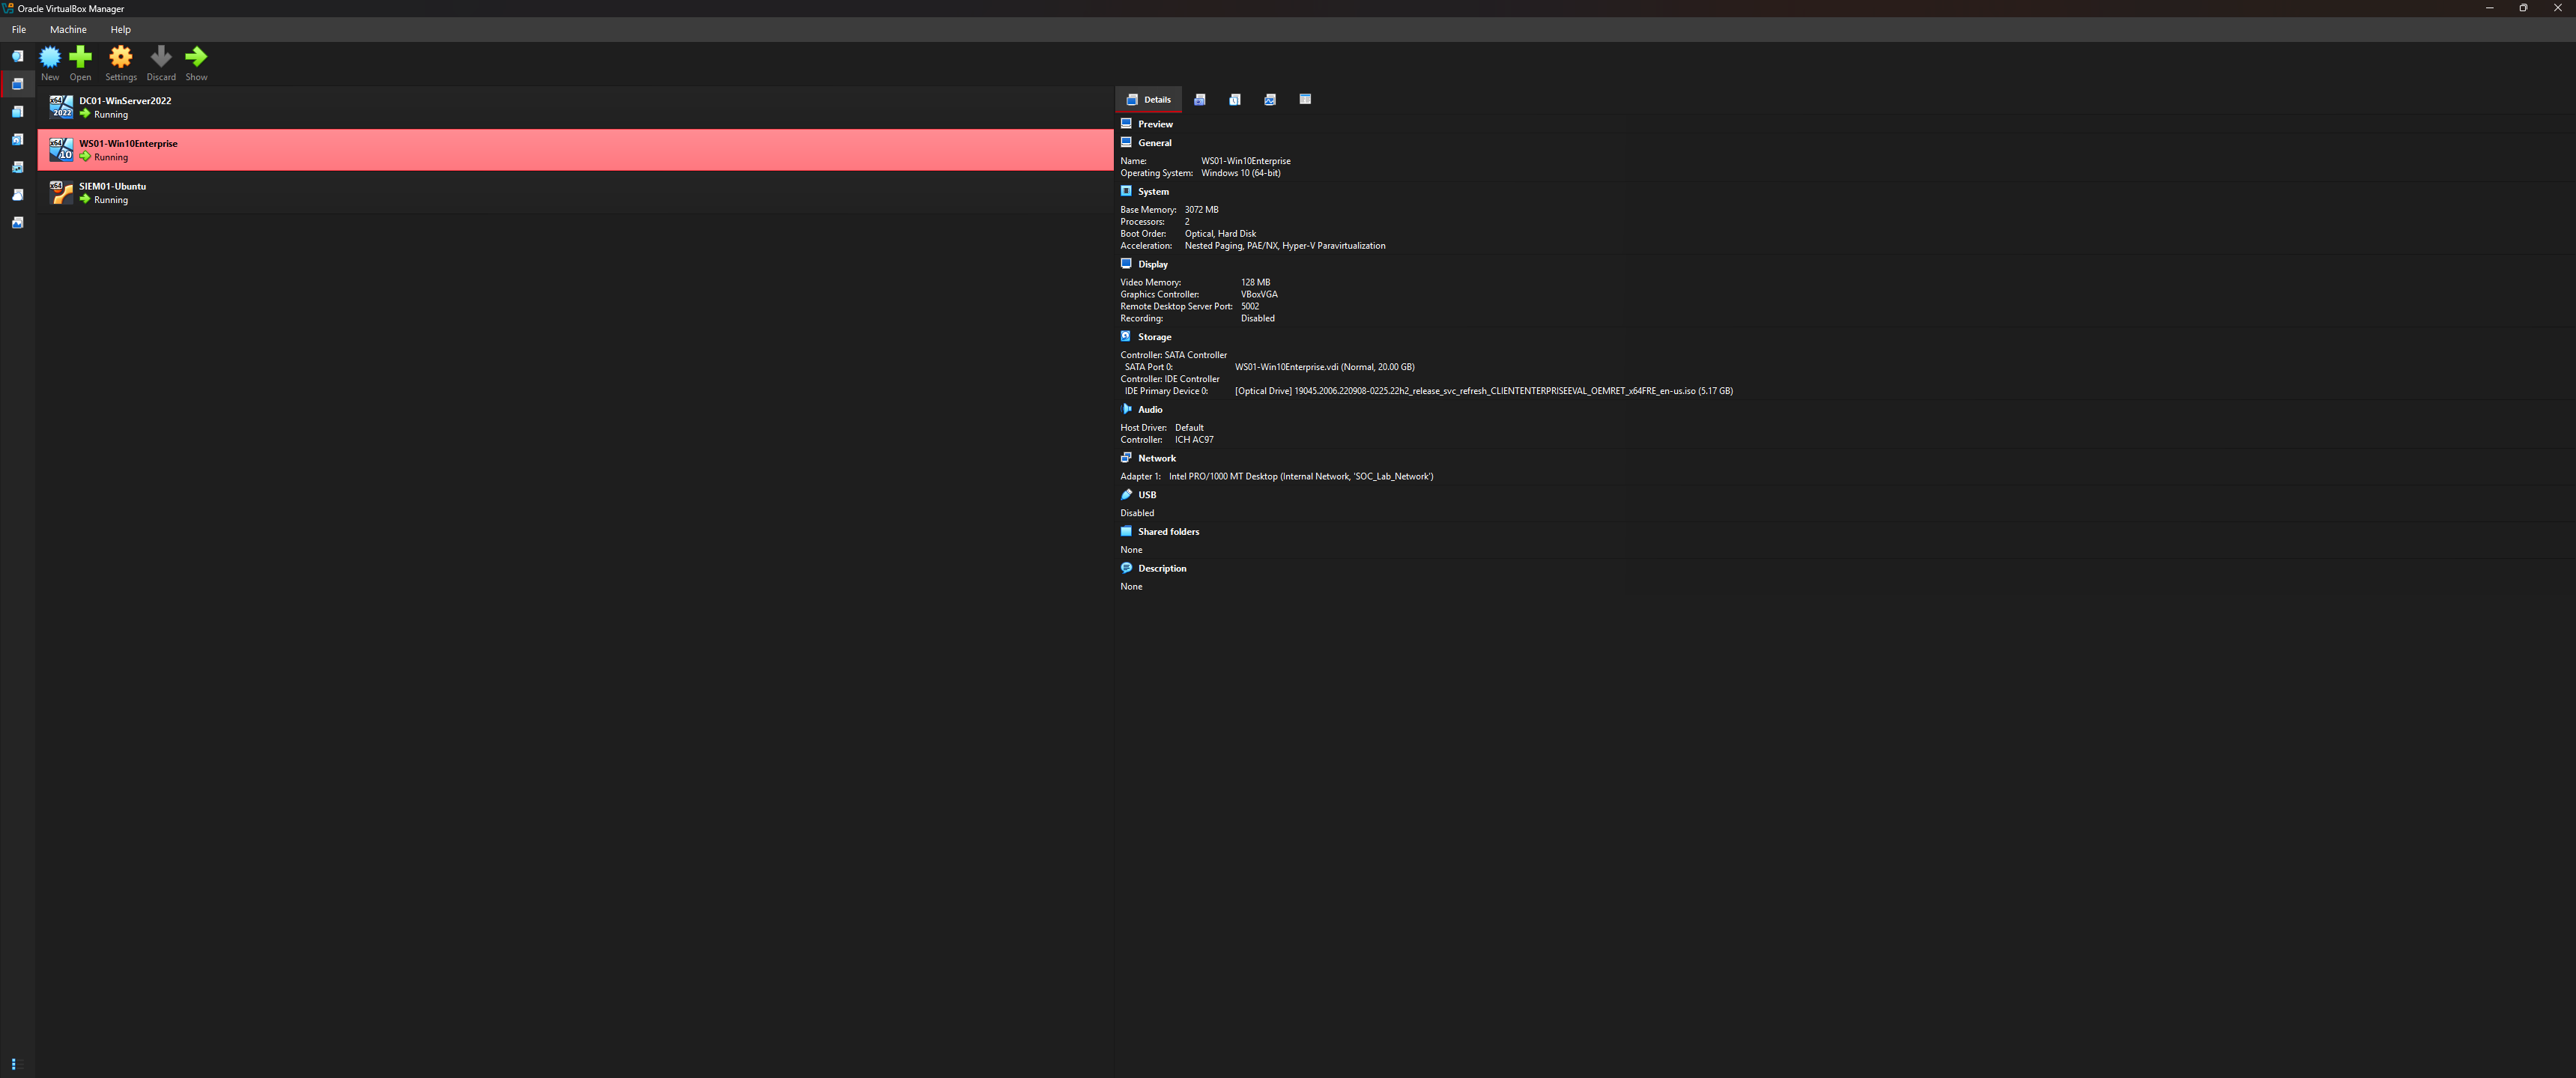 Oracle VirtualBox Manager
File Machine Help
New Open Settings Discard Show
x64 2022 DC01-WinServer2022
Running
x64 10 WS01-Win10Enterprise
Running
x64 SIEM01-Ubuntu
Running
Details
Preview
General
Name: WS01-Win10Enterprise
Operating System: Windows 10 (64-bit)
System
Base Memory: 3072 MB
Processors: 2
Boot Order: Optical, Hard Disk
Acceleration: Nested Paging, PAE/NX, Hyper-V Paravirtualization
Display
Video Memory: 128 MB
Graphics Controller: VBoxVGA
Remote Desktop Server Port: 5002
Recording: Disabled
Storage
Controller: SATA Controller
SATA Port 0: WS01-Win10Enterprise.vdi (Normal, 20.00 GB)
Controller: IDE Controller
IDE Primary Device 0: [Optical Drive] 19045.2006.220908-0225.22h2_release_svc_refresh_CLIENTENTERPRISEEVAL_OEMRET_x64FRE_en-us.iso (5.17 GB)
Audio
Host Driver: Default
Controller: ICH AC97
Network
Adapter 1: Intel PRO/1000 MT Desktop (Internal Network, 'SOC_Lab_Network')
USB
Disabled
Shared folders
None
Description
None